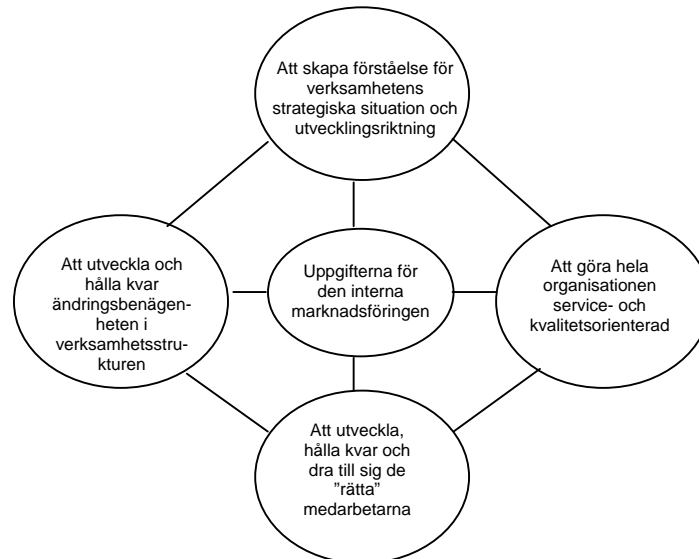 Att skapa förståelse för
verksamhetens
strategiska situation och
utvecklingsriktning
Att utveckla och
hålla kvar
ändringsbenägen-
heten i
verksamhetsstru-
kturen
Uppgifterna för
den interna
marknadsföringen
Att göra hela
organisationen
service- och
kvalitetsorienterad
Att utveckla,
hålla kvar och
dra till sig de
”rätta”
medarbetarna